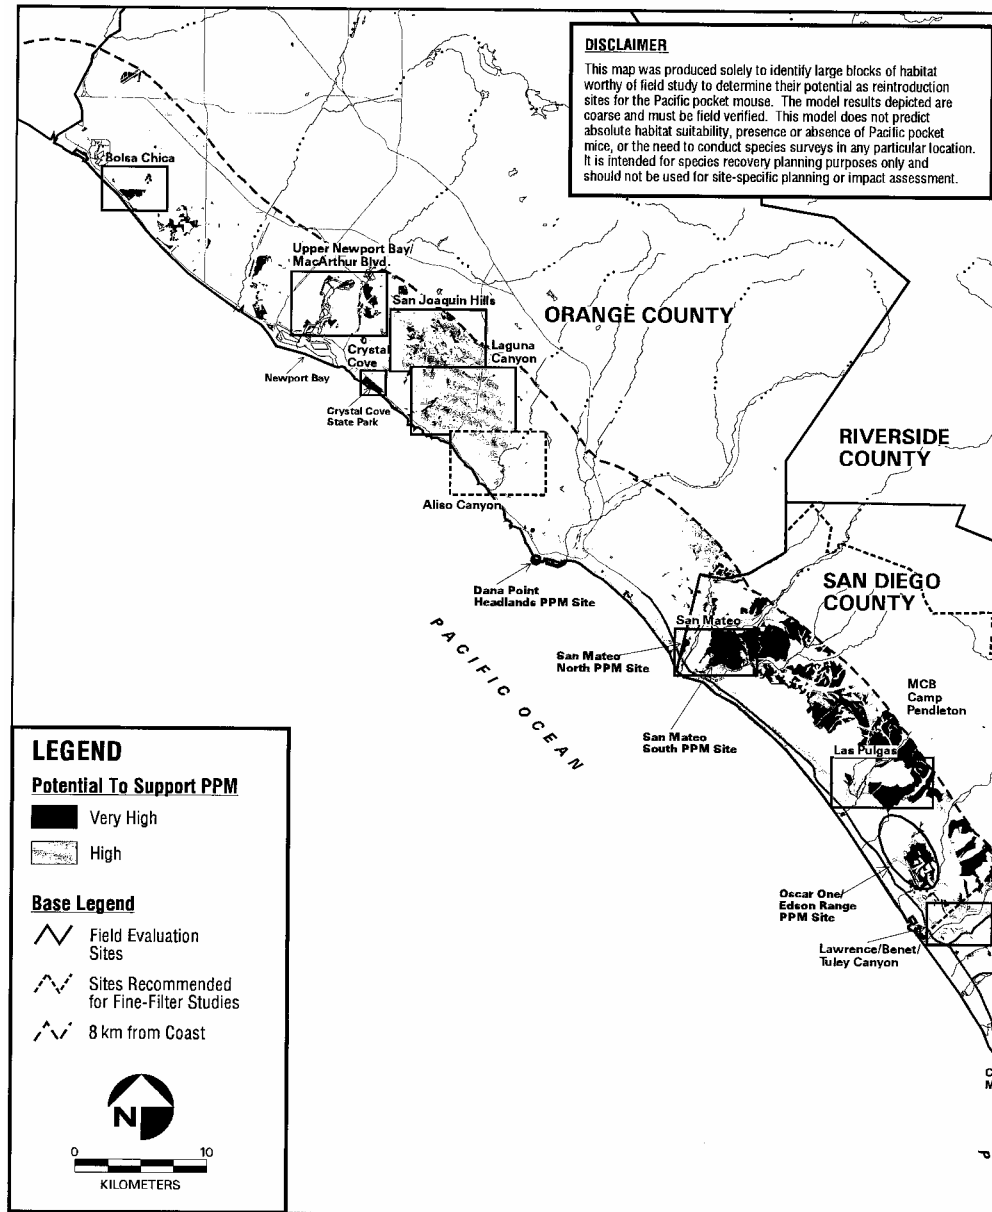 DISCLAIMER
This map was produced solely to identify large blocks of habitat
worthy of field study to determine their potential as reintroduction
sites for the Pacific pocket mouse. The model results depicted are
coarse and must be field verified. This model does not predict
absolute habitat suitability, presence or absence of Pacific pocket
mice, or the need to conduct species surveys in any particular location.
It is intended for species recovery planning purposes only and
should not be used for site-specific planning or impact assessment.
Bolsa Chica
Upper Newport Bay/
MacArthur Blvd.
San Joaquin Hills
ORANGE COUNTY
Crystal
Cove
Laguna
Canyon
Newport Bay
Crystal Cove
State Park
RIVERSIDE
COUNTY
Aliso Canyon
Dana Point
Headlands PPM Site
SAN DIEGO
COUNTY
San Mateo
San Mateo
North PPM Site
PACIFIC OCEAN
MCB
Camp
Pendleton
San Mateo
South PPM Site
Las Pulgas
Oscar One/
Edson Range
PPM Site
Lawrence/Benet/
Tuley Canyon
C
M
P
LEGEND
Potential To Support PPM
Very High
High
Base Legend
Field Evaluation
Sites
Sites Recommended
for Fine-Filter Studies
8 km from Coast
N
0 10
KILOMETERS